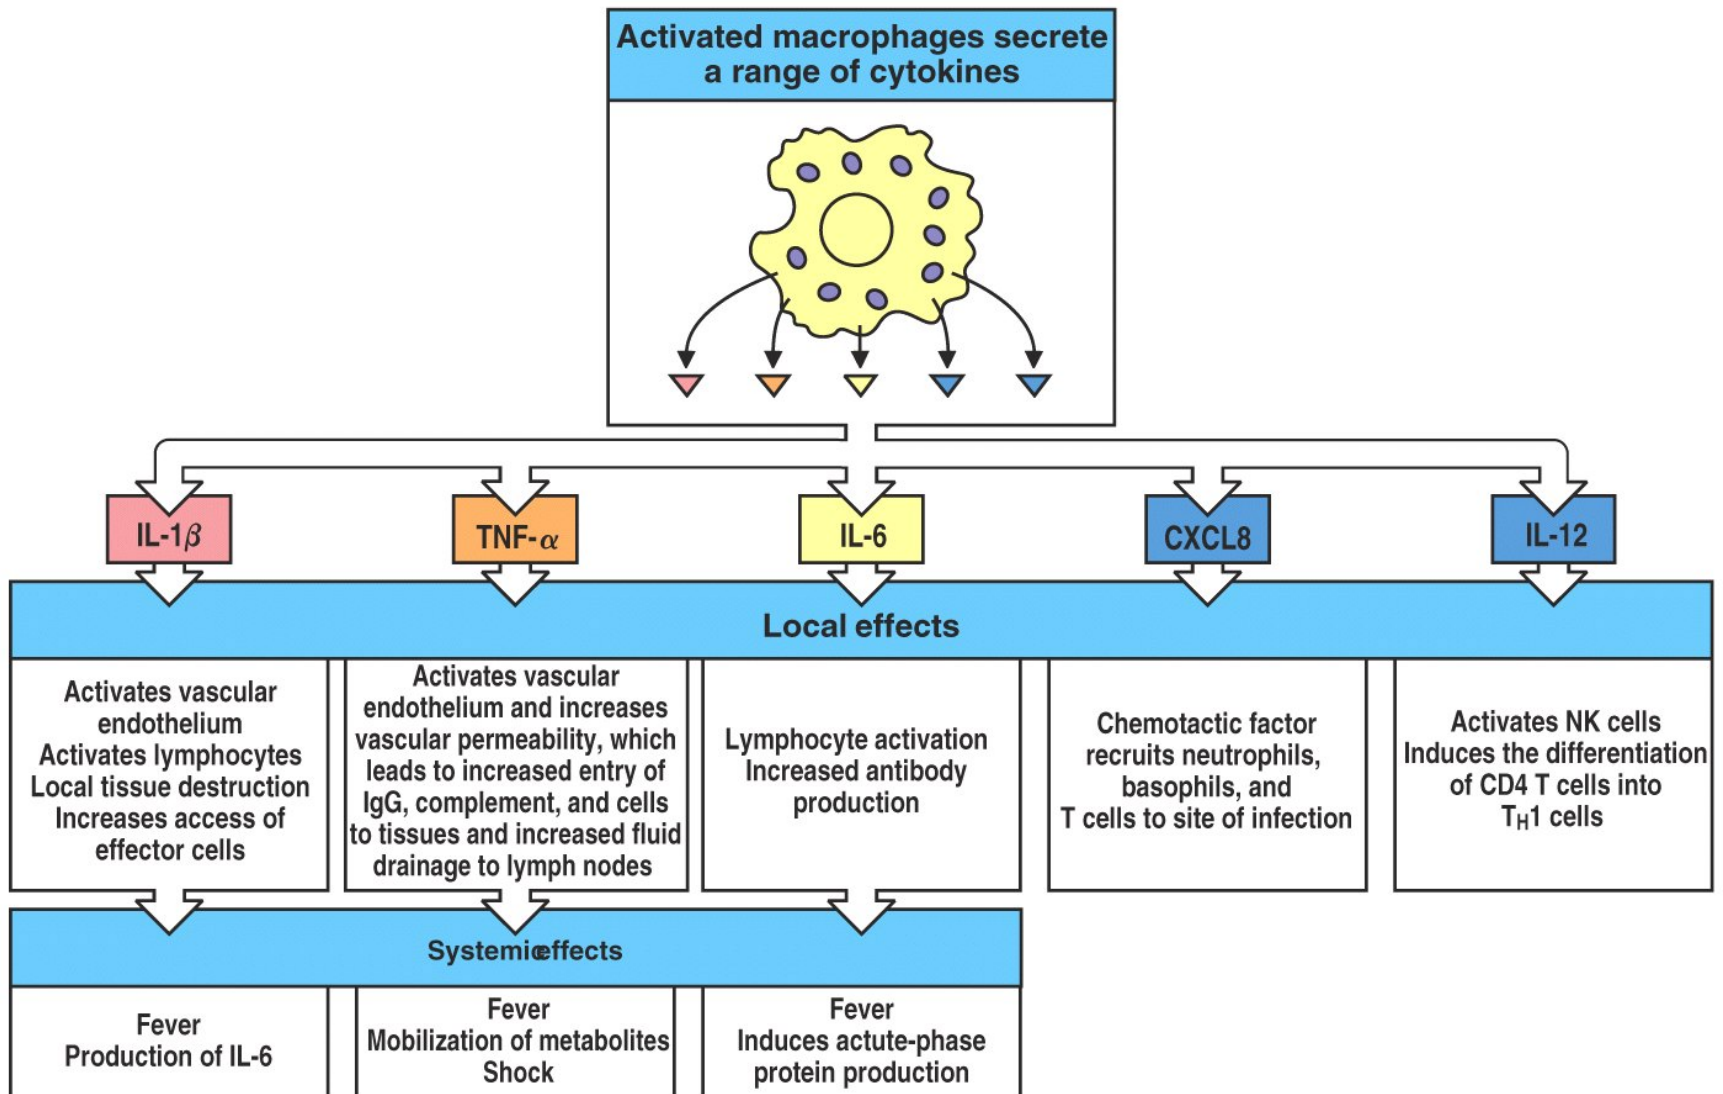 Activated macrophages secrete
a range of cytokines
IL-1β
TNF-α
IL-6
CXCL8
IL-12
Local effects
Activates vascular
endothelium
Activates lymphocytes
Local tissue destruction
Increases access of
effector cells
Activates vascular
endothelium and increases
vascular permeability, which
leads to increased entry of
IgG, complement, and cells
to tissues and increased fluid
drainage to lymph nodes
Lymphocyte activation
Increased antibody
production
Chemotactic factor
recruits neutrophils,
basophils, and
T cells to site of infection
Activates NK cells
Induces the differentiation
of CD4 T cells into
TH1 cells
Systemic effects
Fever
Production of IL-6
Fever
Mobilization of metabolites
Shock
Fever
Induces actute-phase
protein production